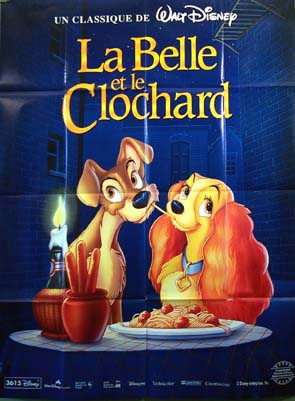 UN CLASSIQUE DE WALT DISNEY
La Belle
et le
Clochard
3615 Disney